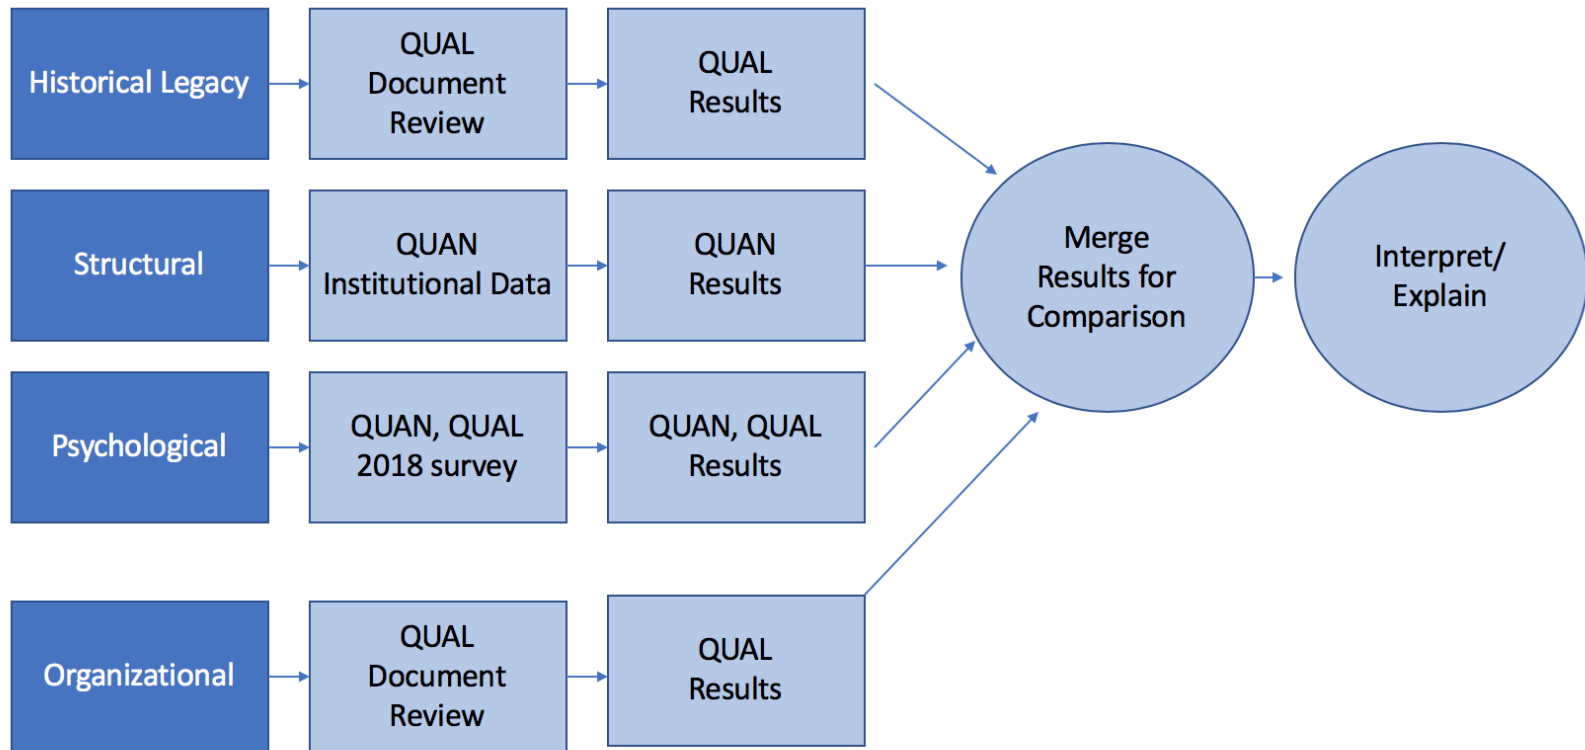 Historical Legacy
QUAL
Document
Review
QUAL
Results
Structural
QUAN
Institutional Data
QUAN
Results
Psychological
QUAN, QUAL
2018 survey
QUAN, QUAL
Results
Organizational
QUAL
Document
Review
QUAL
Results
Merge
Results for
Comparison
Interpret/
Explain